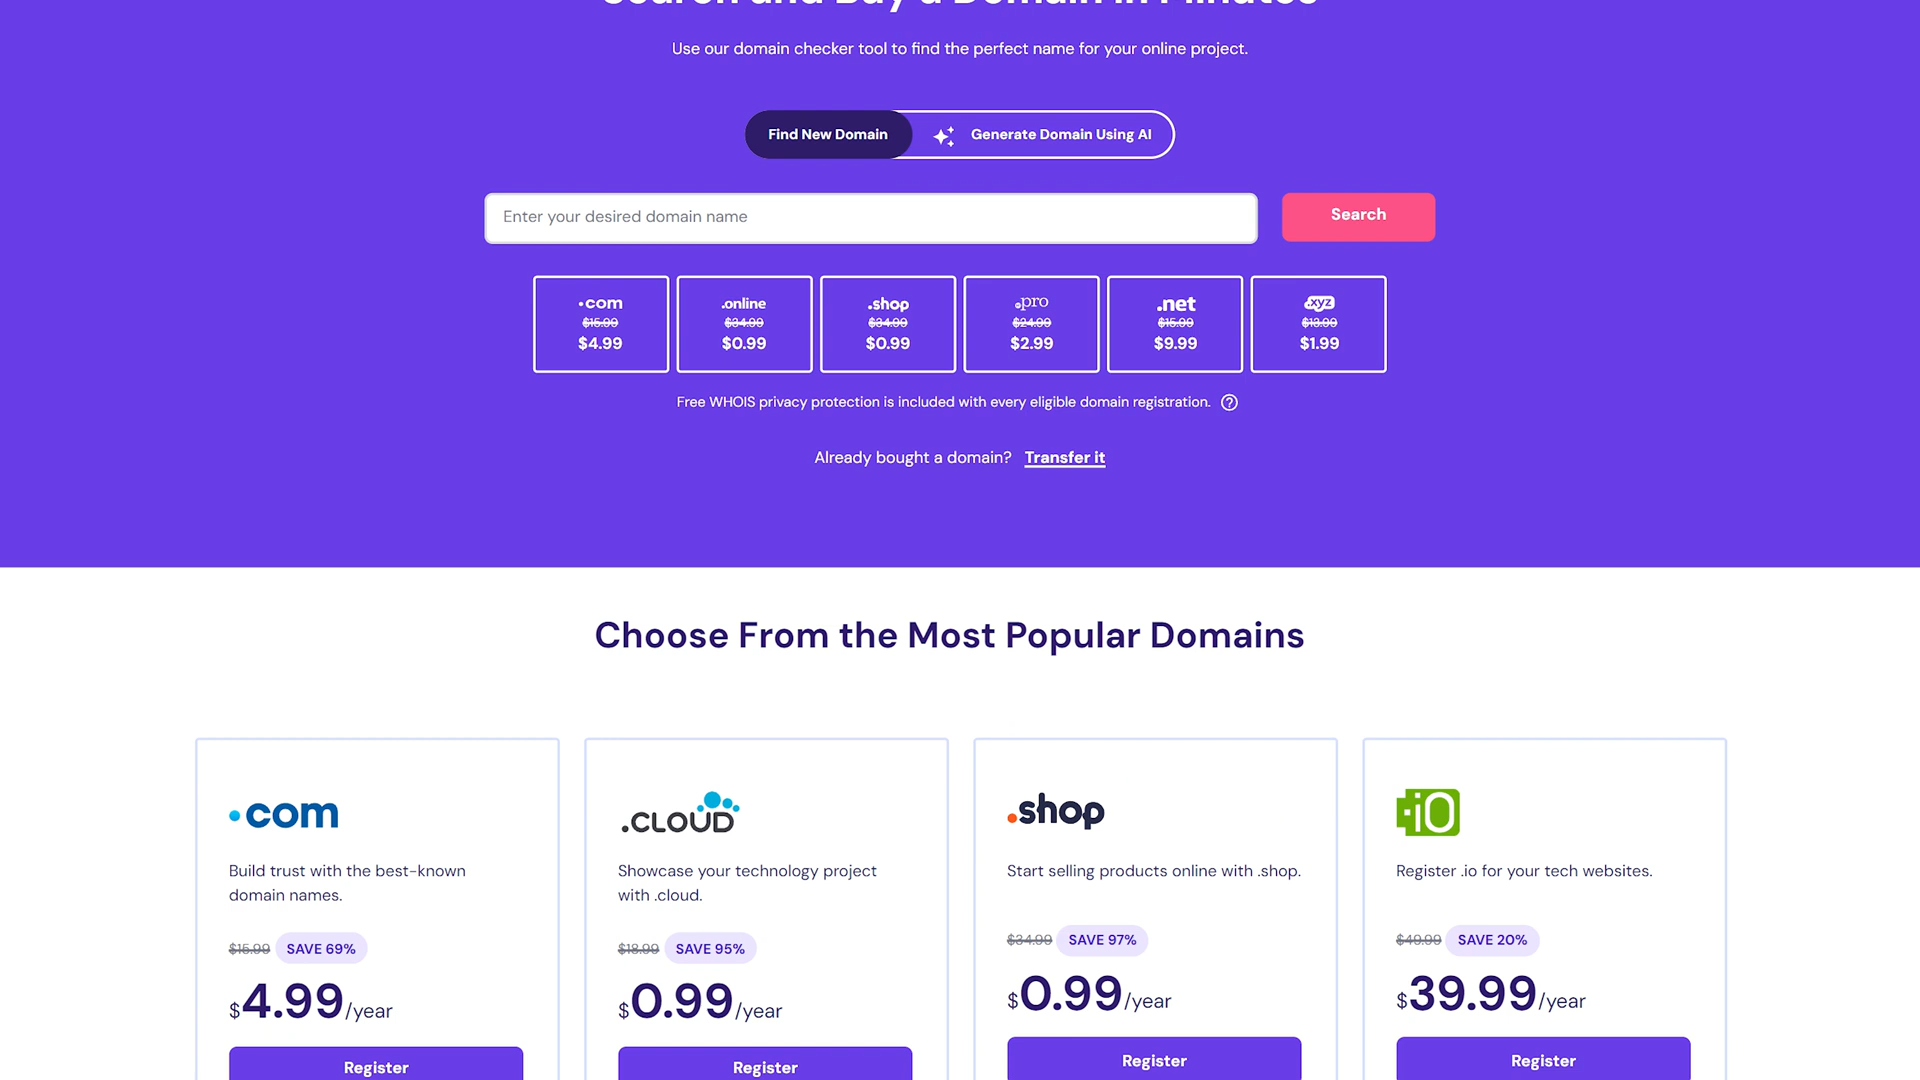 Search and Buy a Domain in Minutes
Use our domain checker tool to find the perfect name for your online project.
Find New Domain
Generate Domain Using AI
Enter your desired domain name
Search
.com
$15.99
$4.99
.online
$34.99
$0.99
.shop
$34.99
$0.99
.pro
$24.99
$2.99
.net
$15.99
$9.99
.xyz
$13.99
$1.99
Free WHOIS privacy protection is included with every eligible domain registration.
Already bought a domain? Transfer it
Choose From the Most Popular Domains
.com
Build trust with the best-known
domain names.
$15.99 SAVE 69%
$4.99/year
Register
.CLOUD
Showcase your technology project
with .cloud.
$18.99 SAVE 95%
$0.99/year
Register
.shop
Start selling products online with .shop.
$34.99 SAVE 97%
$0.99/year
Register
.io
Register .io for your tech websites.
$49.99 SAVE 20%
$39.99/year
Register